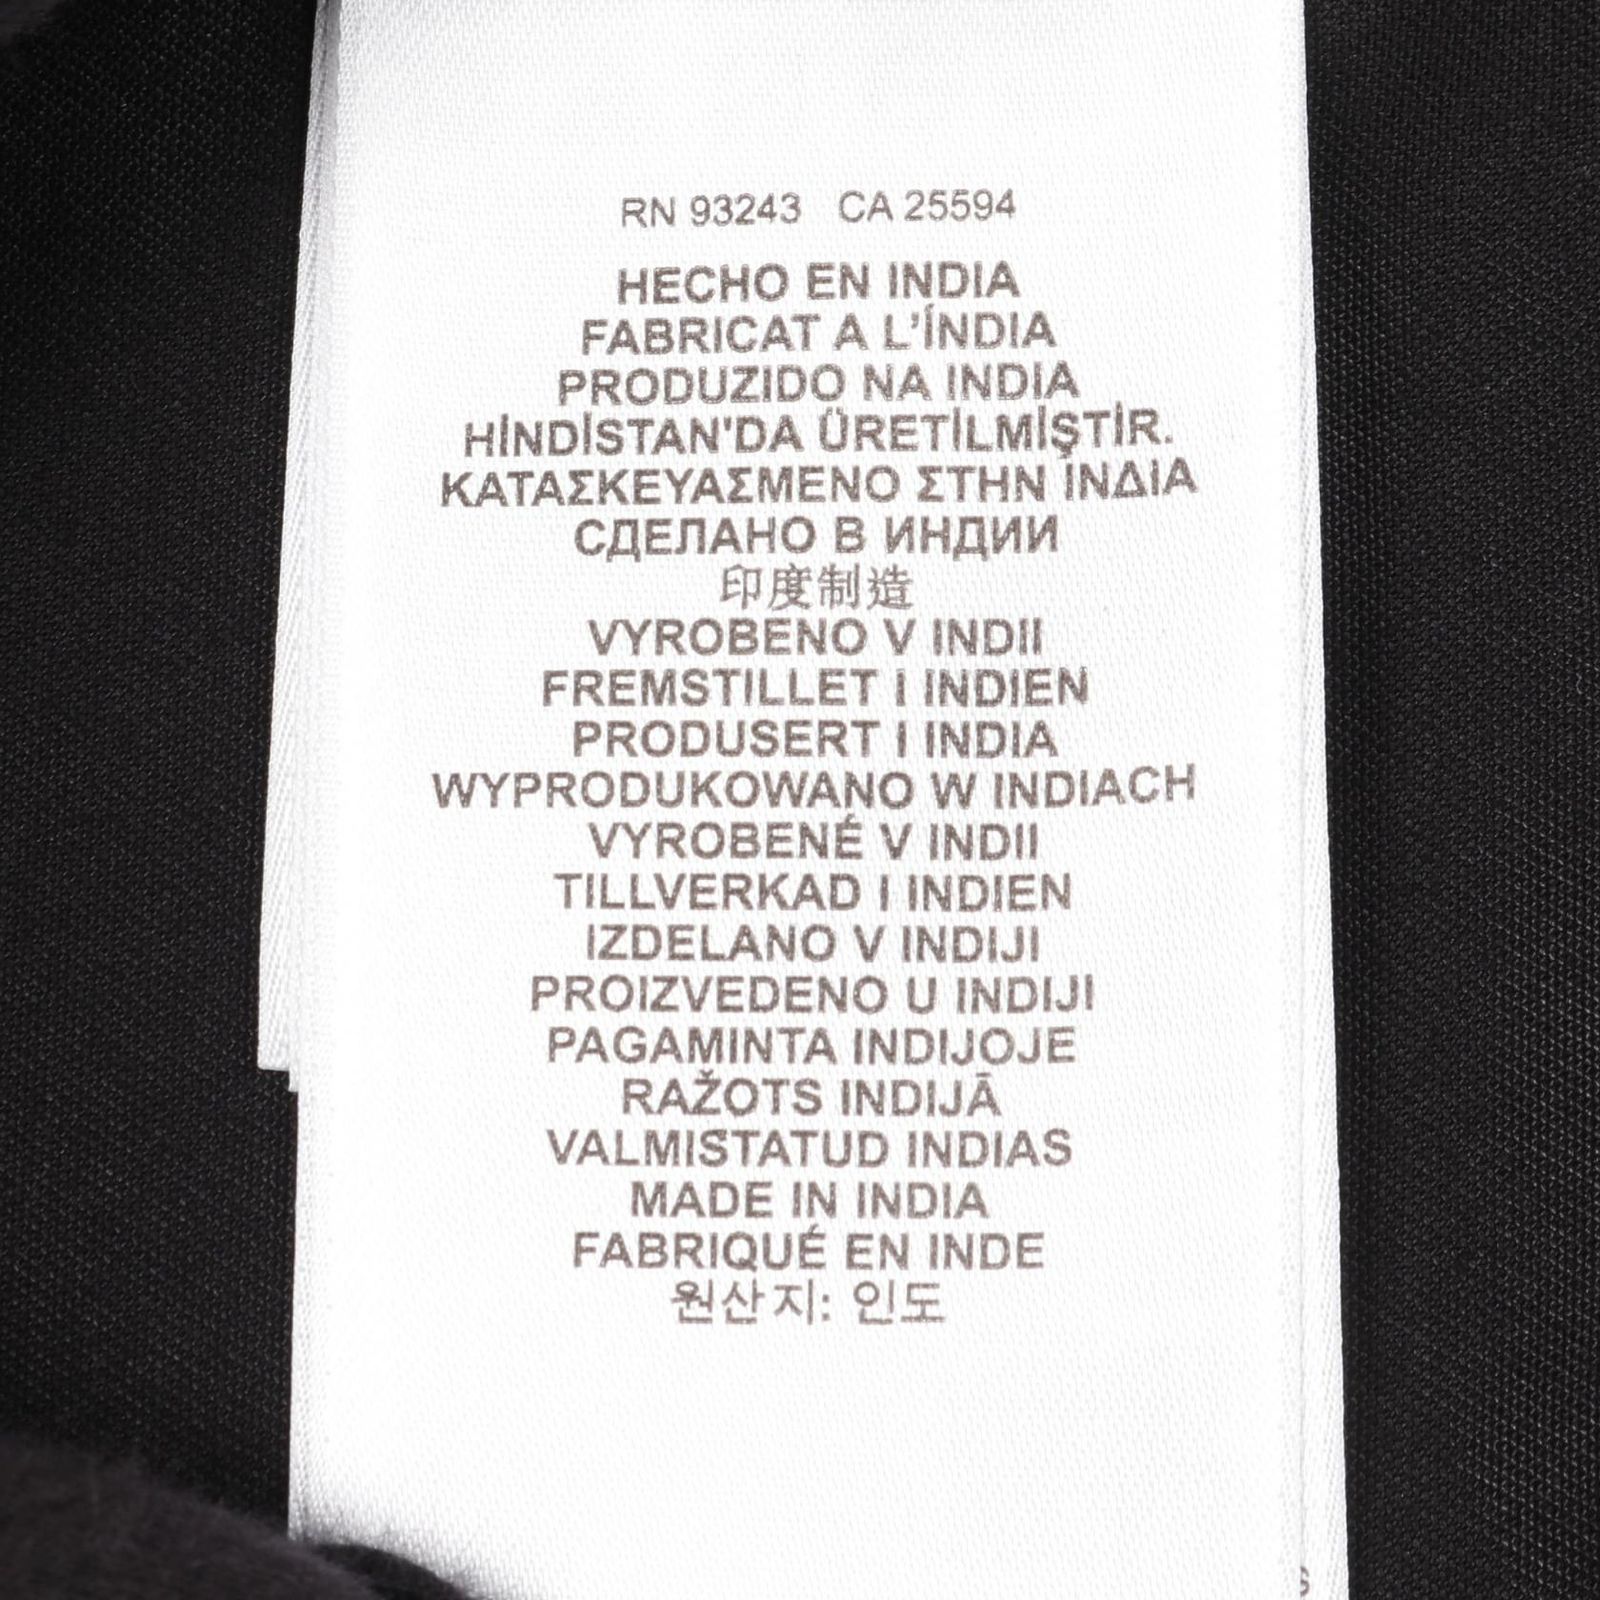 RN 93243 CA 25594
HECHO EN INDIA
FABRICAT A L'ÍNDIA
PRODUZIDO NA INDIA
HİNDİSTAN'DA ÜRETİLMİŞTİR.
ΚΑΤΑΣΚΕΥΑΣΜΕΝΟ ΣΤΗΝ ΙΝΔΙΑ
СДЕЛАНО В ИНДИИ
印度制造
VYROBENO V INDII
FREMSTILLET I INDIEN
PRODUSERT I INDIA
WYPRODUKOWANO W INDIACH
VYROBENÉ V INDII
TILLVERKAD I INDIEN
IZDELANO V INDIJI
PROIZVEDENO U INDIJI
PAGAMINTA INDIJOJE
RAŽOTS INDIJĀ
VALMISTATUD INDIAS
MADE IN INDIA
FABRIQUÉ EN INDE
원산지: 인도